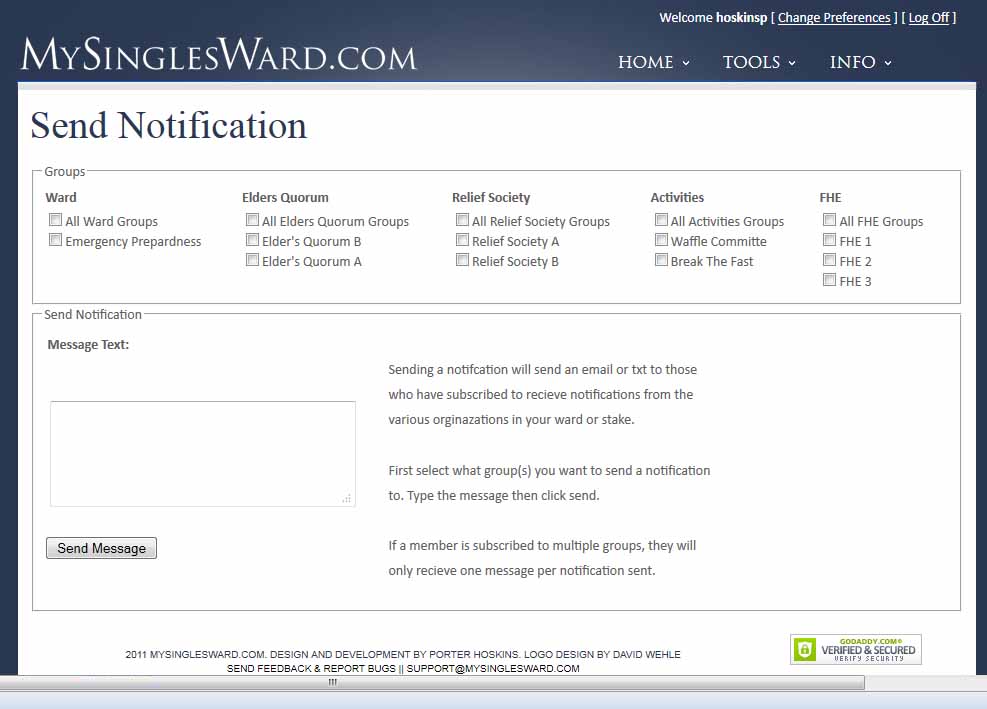 Welcome hoskinsp [ Change Preferences ] [ Log Off ]
MySinglesWard.com
HOME TOOLS INFO
Send Notification
Groups
Ward
All Ward Groups
Emergency Prepardness
Elders Quorum
All Elders Quorum Groups
Elder's Quorum B
Elder's Quorum A
Relief Society
All Relief Society Groups
Relief Society A
Relief Society B
Activities
All Activities Groups
Waffle Committe
Break The Fast
FHE
All FHE Groups
FHE 1
FHE 2
FHE 3
Send Notification
Message Text:
Send Message
Sending a notifcation will send an email or txt to those
who have subscribed to recieve notifications from the
various orginazations in your ward or stake.
First select what group(s) you want to send a notification
to. Type the message then click send.
If a member is subscribed to multiple groups, they will
only recieve one message per notification sent.
2011 MYSINGLESWARD.COM. DESIGN AND DEVELOPMENT BY PORTER HOSKINS. LOGO DESIGN BY DAVID WEHLE
SEND FEEDBACK & REPORT BUGS || SUPPORT@MYSINGLESWARD.COM
GODADDY.COM®
VERIFIED & SECURED
VERIFY SECURITY